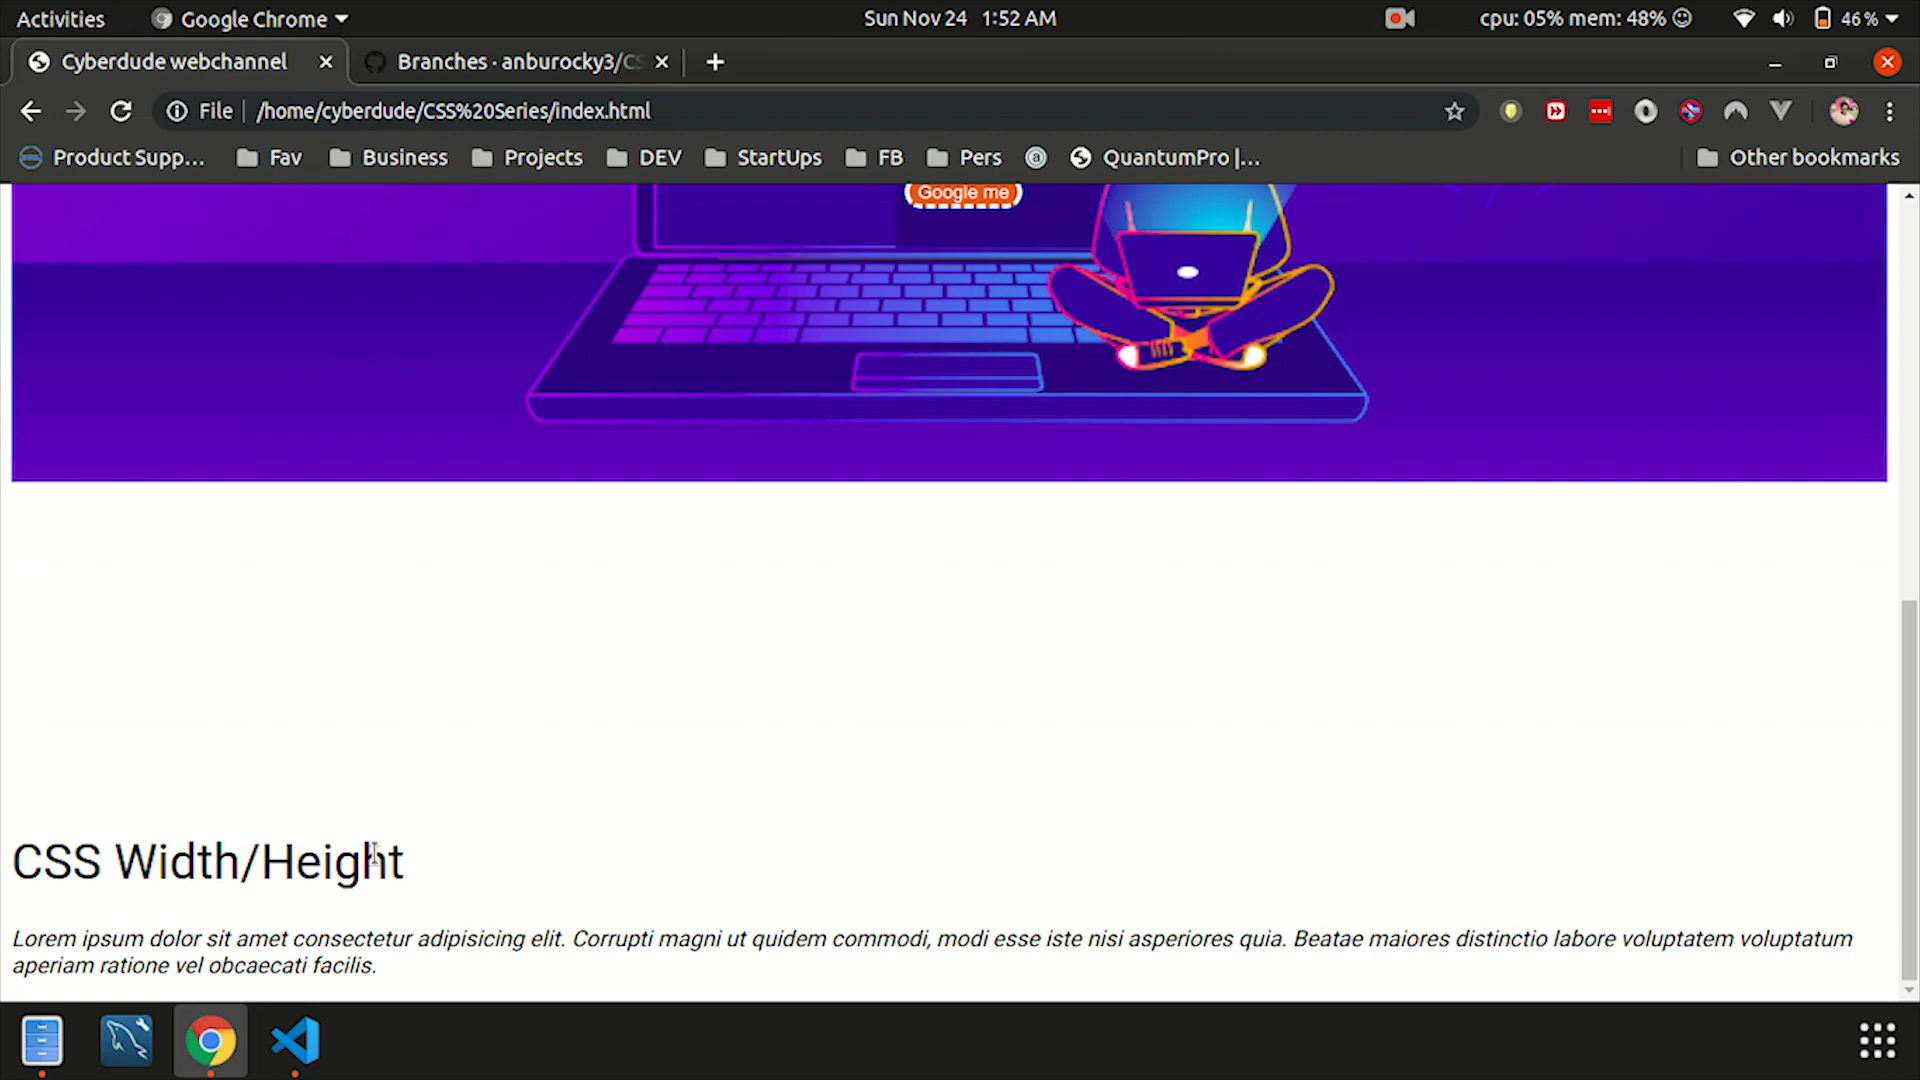 Activities Google Chrome Sun Nov 24 1:52 AM cpu: 05% mem: 48% 46 %
Cyberdude webchannel Branches · anburocky3/CS
File /home/cyberdude/CSS%20Series/index.html
Product Supp... Fav Business Projects DEV StartUps FB Pers QuantumPro |... Other bookmarks
Google me
CSS Width/Height
Lorem ipsum dolor sit amet consectetur adipisicing elit. Corrupti magni ut quidem commodi, modi esse iste nisi asperiores quia. Beatae maiores distinctio labore voluptatem voluptatum
aperiam ratione vel obcaecati facilis.